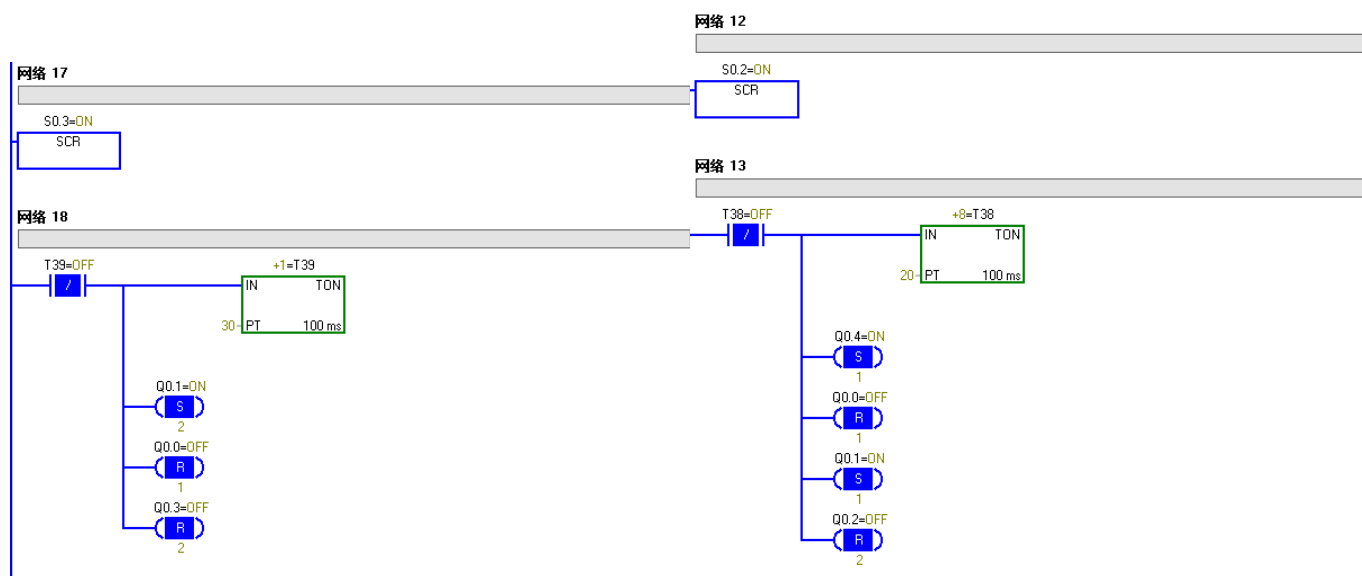 网络 17
S0.3=ON
SCR
网络 18
T39=OFF
/
+1=T39
IN TON
30 PT 100 ms
Q0.1=ON
S
2
Q0.0=OFF
R
1
Q0.3=OFF
R
2
网络 12
S0.2=ON
SCR
网络 13
T38=OFF
/
+8=T38
IN TON
20 PT 100 ms
Q0.4=ON
S
1
Q0.0=OFF
R
1
Q0.1=ON
S
1
Q0.2=OFF
R
2